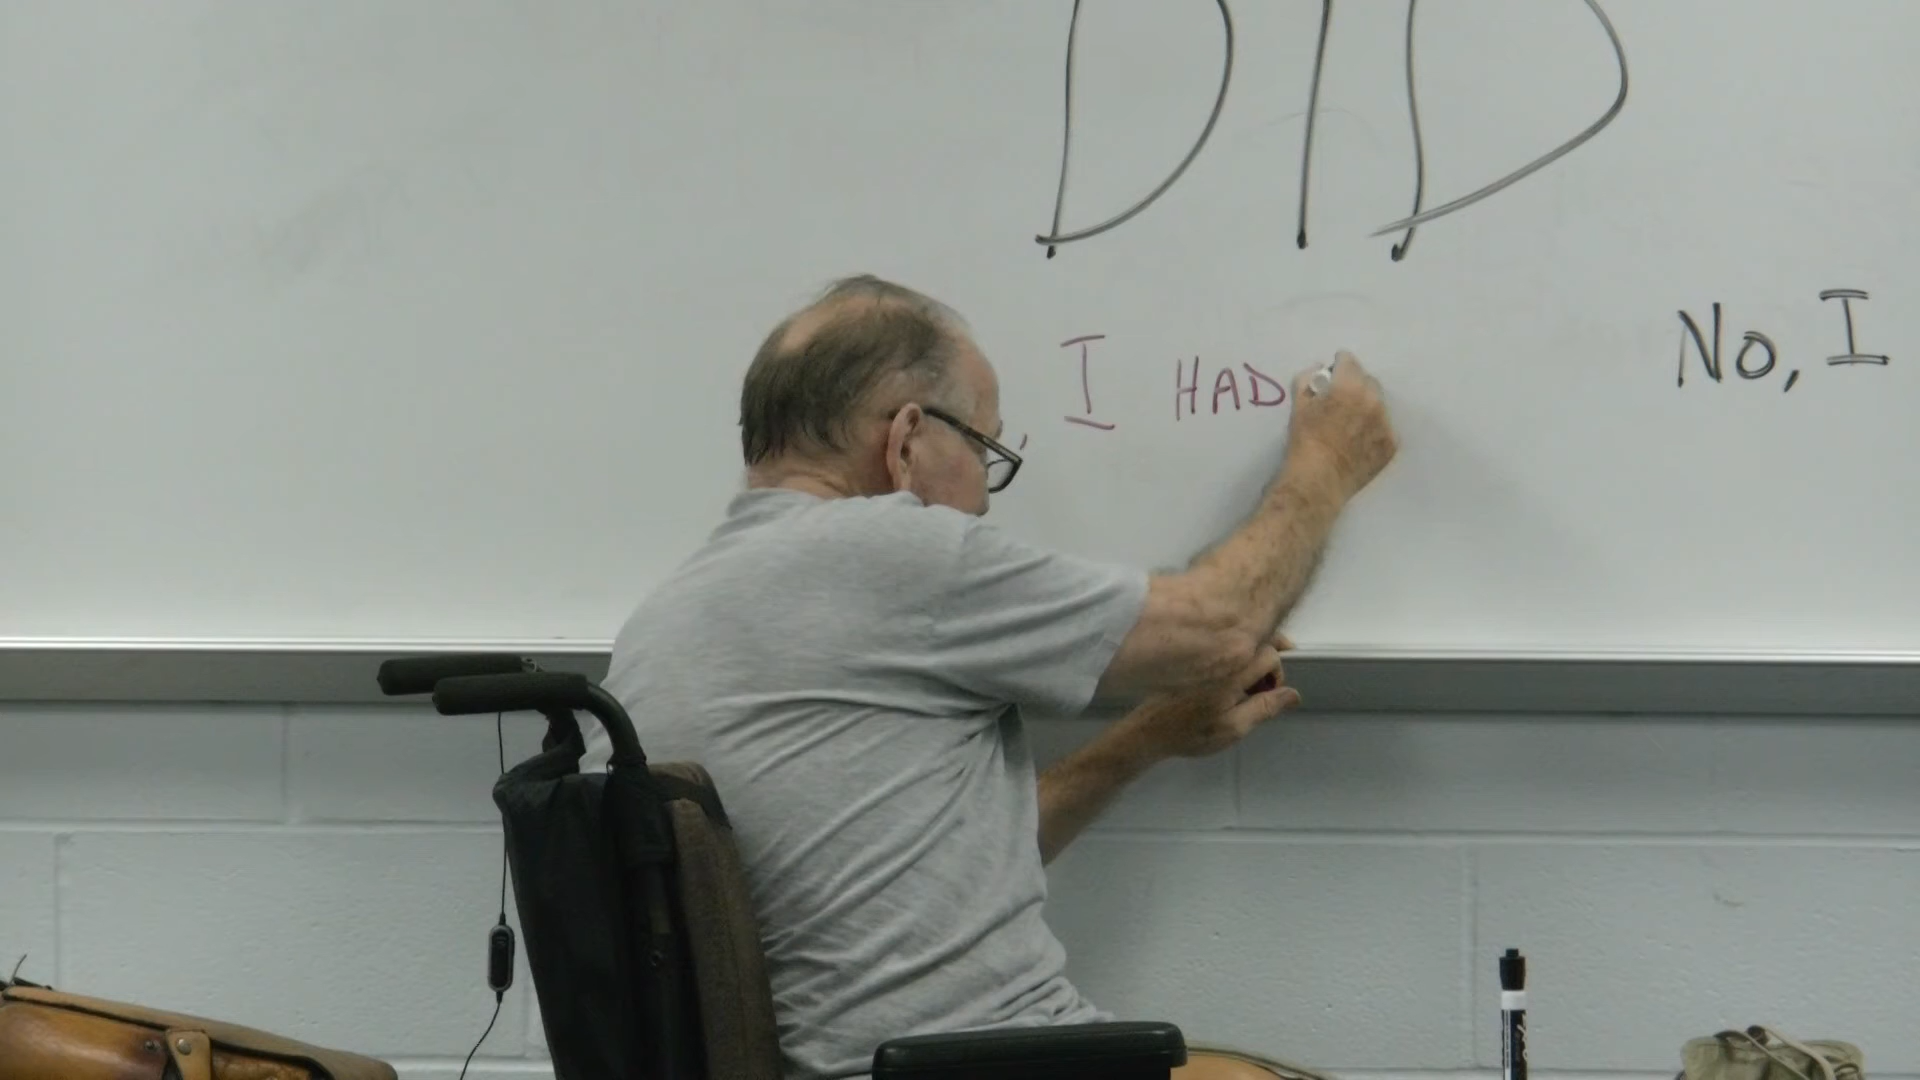 DID
, I HAD
No, I